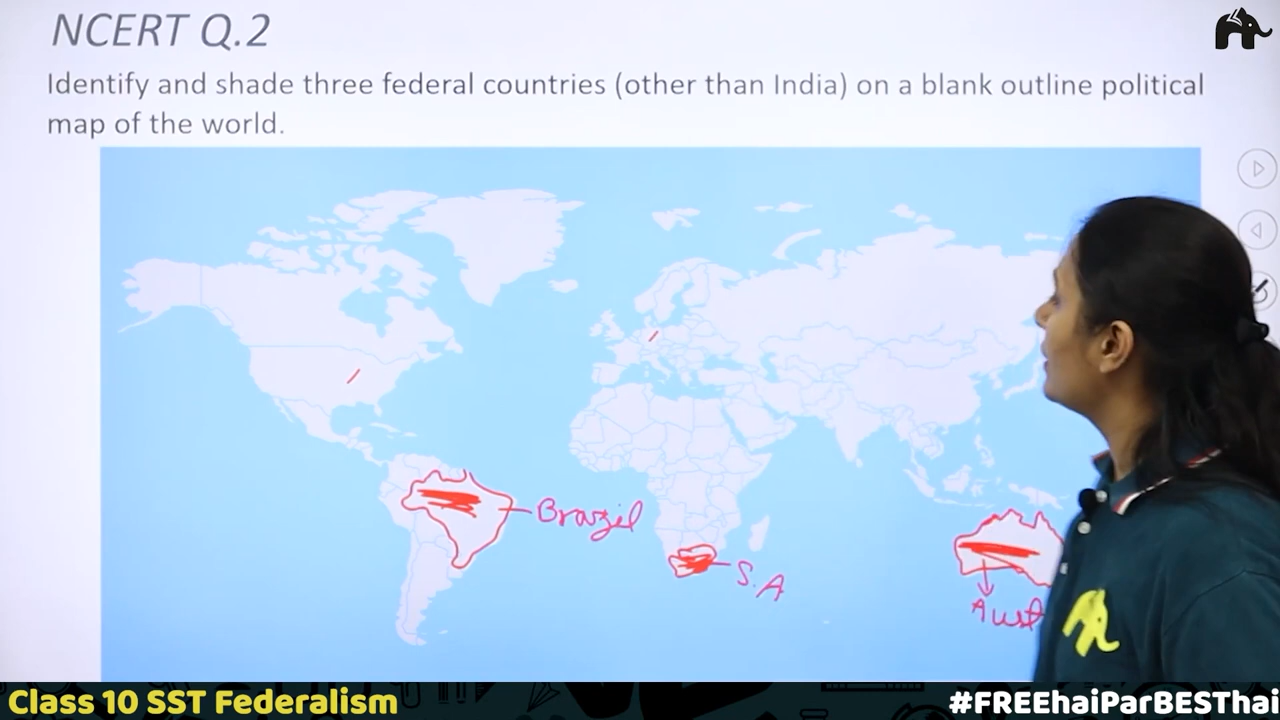 NCERT Q.2
Identify and shade three federal countries (other than India) on a blank outline political
map of the world.
Brazil
S.A
Aust
Class 10 SST Federalism
#FREEhaiParBESThai